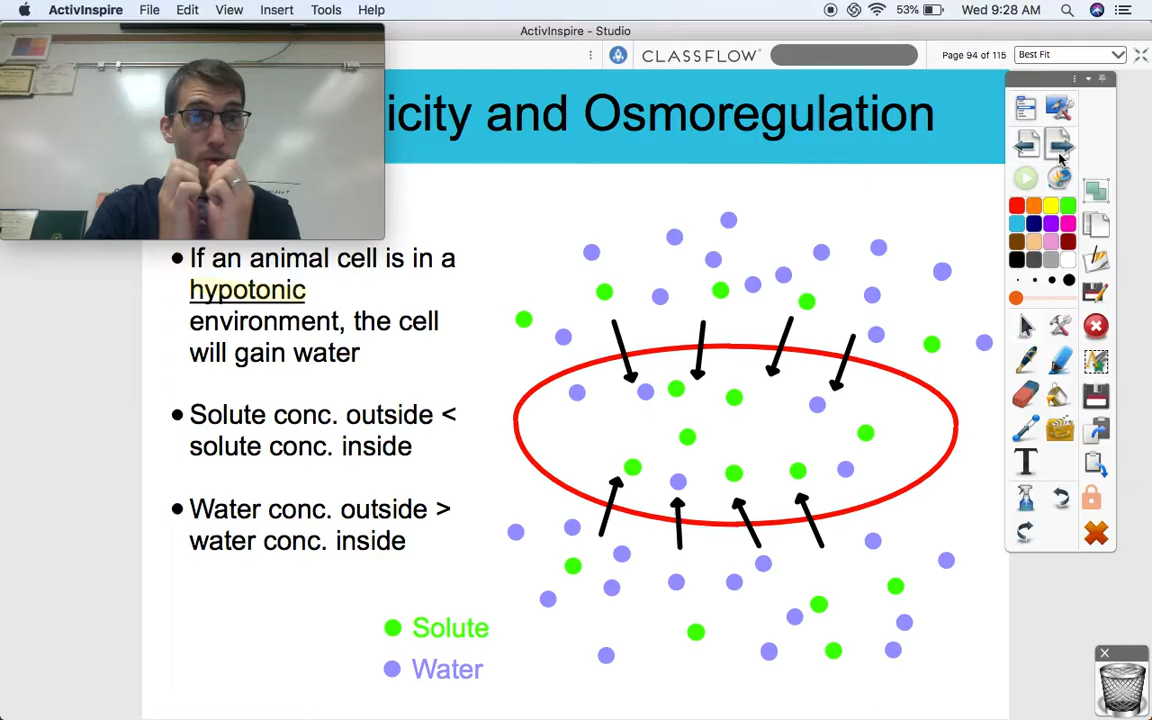 ActivInspire File Edit View Insert Tools Help
53% Wed 9:28 AM
ActivInspire - Studio
CLASSFLOW
Page 94 of 115 Best Fit
icity and Osmoregulation
• If an animal cell is in a
hypotonic
environment, the cell
will gain water
• Solute conc. outside <
solute conc. inside
• Water conc. outside >
water conc. inside
Solute
Water
T